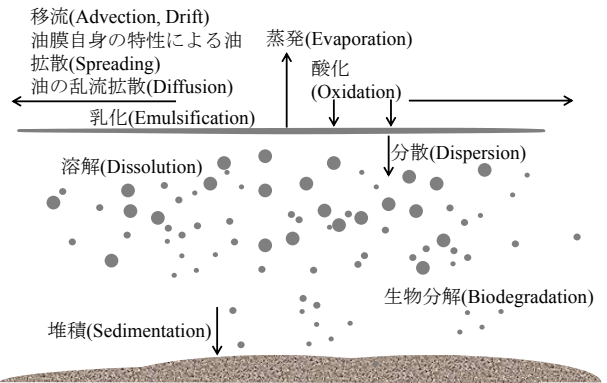 移流(Advection, Drift)
油膜自身の特性による油
拡散(Spreading)
油の乱流拡散(Diffusion)
蒸発(Evaporation)
酸化
(Oxidation)
乳化(Emulsification)
溶解(Dissolution)
分散(Dispersion)
生物分解(Biodegradation)
堆積(Sedimentation)